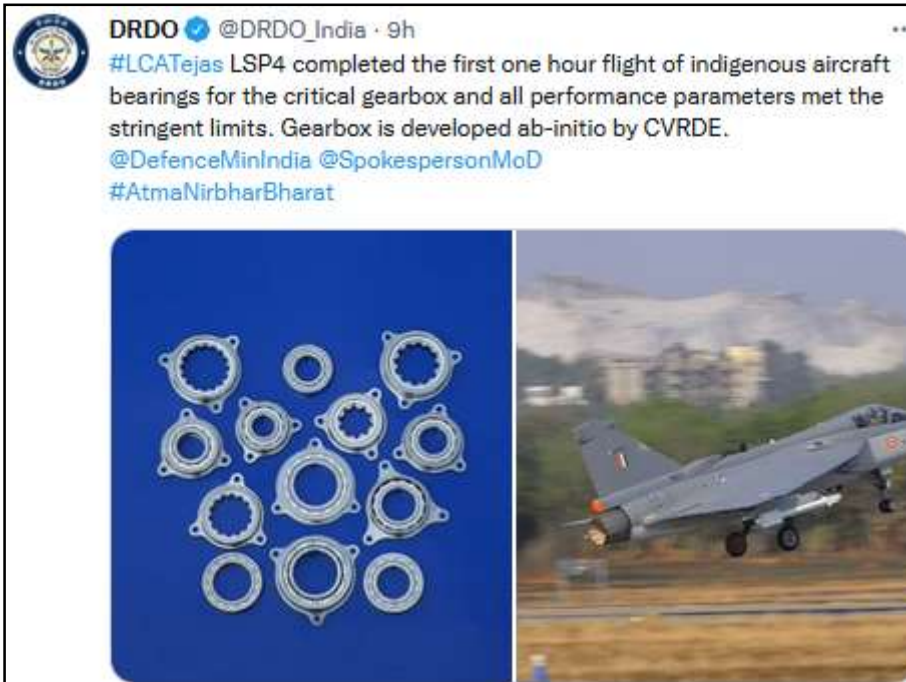 DRDO @DRDO_India · 9h
#LCATejas LSP4 completed the first one hour flight of indigenous aircraft
bearings for the critical gearbox and all performance parameters met the
stringent limits. Gearbox is developed ab-initio by CVRDE.
@DefenceMinIndia @SpokespersonMoD
#AtmaNirbharBharat